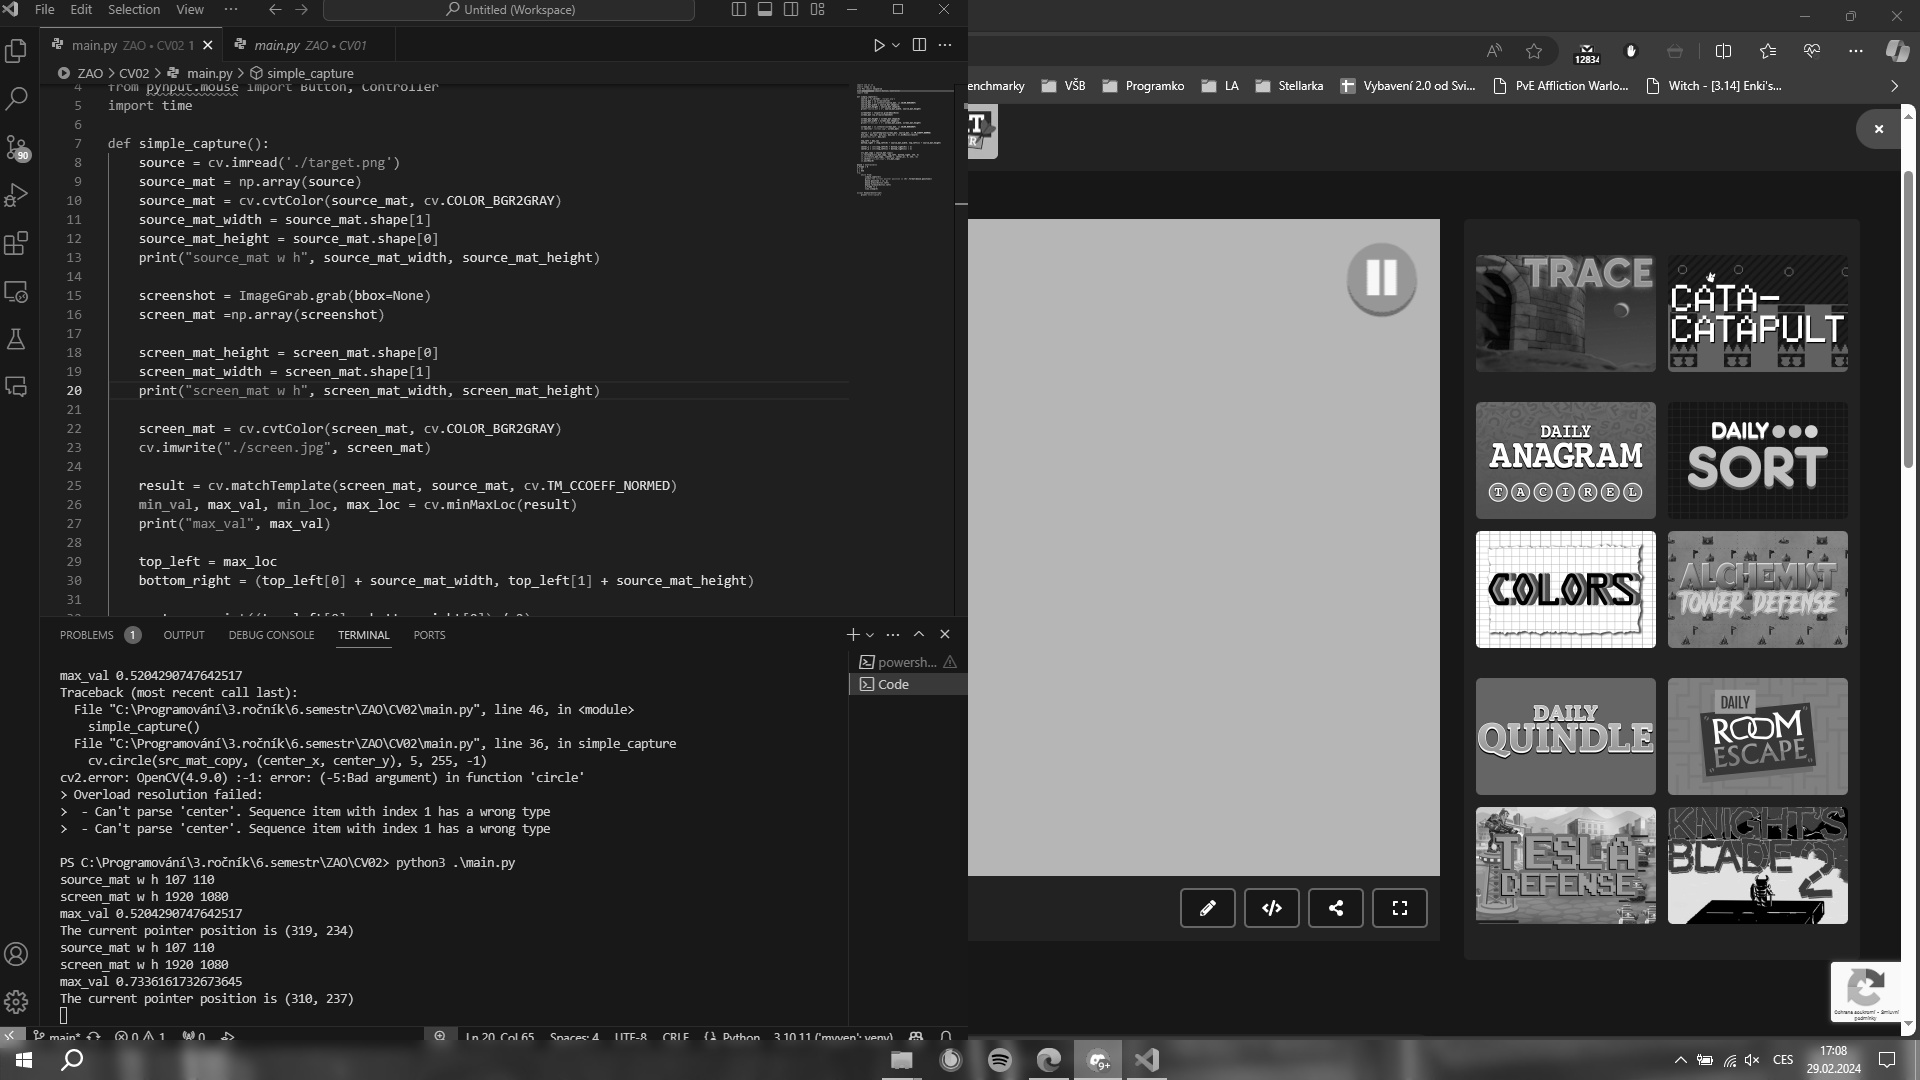 File Edit Selection View ··· Untitled (Workspace)
main.py ZAO • CV02 1 main.py ZAO • CV01
ZAO > CV02 > main.py > simple_capture
4 from pynput.mouse import Button, Controller
5 import time
6
7 def simple_capture():
8 source = cv.imread('./target.png')
9 source_mat = np.array(source)
10 source_mat = cv.cvtColor(source_mat, cv.COLOR_BGR2GRAY)
11 source_mat_width = source_mat.shape[1]
12 source_mat_height = source_mat.shape[0]
13 print("source_mat w h", source_mat_width, source_mat_height)
14
15 screenshot = ImageGrab.grab(bbox=None)
16 screen_mat =np.array(screenshot)
17
18 screen_mat_height = screen_mat.shape[0]
19 screen_mat_width = screen_mat.shape[1]
20 print("screen_mat w h", screen_mat_width, screen_mat_height)
21
22 screen_mat = cv.cvtColor(screen_mat, cv.COLOR_BGR2GRAY)
23 cv.imwrite("./screen.jpg", screen_mat)
24
25 result = cv.matchTemplate(screen_mat, source_mat, cv.TM_CCOEFF_NORMED)
26 min_val, max_val, min_loc, max_loc = cv.minMaxLoc(result)
27 print("max_val", max_val)
28
29 top_left = max_loc
30 bottom_right = (top_left[0] + source_mat_width, top_left[1] + source_mat_height)
31
PROBLEMS 1 OUTPUT DEBUG CONSOLE TERMINAL PORTS
powersh...
Code
max_val 0.5204290747642517
Traceback (most recent call last):
File "C:\Programování\3.ročník\6.semestr\ZAO\CV02\main.py", line 46, in <module>
simple_capture()
File "C:\Programování\3.ročník\6.semestr\ZAO\CV02\main.py", line 36, in simple_capture
cv.circle(src_mat_copy, (center_x, center_y), 5, 255, -1)
cv2.error: OpenCV(4.9.0) :-1: error: (-5:Bad argument) in function 'circle'
> Overload resolution failed:
>  - Can't parse 'center'. Sequence item with index 1 has a wrong type
>  - Can't parse 'center'. Sequence item with index 1 has a wrong type
PS C:\Programování\3.ročník\6.semestr\ZAO\CV02> python3 .\main.py
source_mat w h 107 110
screen_mat w h 1920 1080
max_val 0.5204290747642517
The current pointer position is (319, 234)
source_mat w h 107 110
screen_mat w h 1920 1080
max_val 0.7336161732673645
The current pointer position is (310, 237)
90
main* 0 1 0 Ln 20, Col 65 Spaces: 4 UTF-8 CRLF Python 3.10.11 ('myven': venv)
12834
enchmarky VŠB Programko LA Stellarka Vybavení 2.0 od Svi... PvE Affliction Warlo... Witch - [3.14] Enki's...
TRACE
CATA-
CATAPULT
DAILY
ANAGRAM
TACIREL
DAILY
SORT
COLORS
ALCHEMIST
TOWER DEFENSE
DAILY
QUINDLE
DAILY
ROOM
ESCAPE
TESLA
DEFENSE
KNIGHT'S
BLADE 2
Ochrana soukromí - Smluvní
podmínky
9+
CES
17:08
29.02.2024